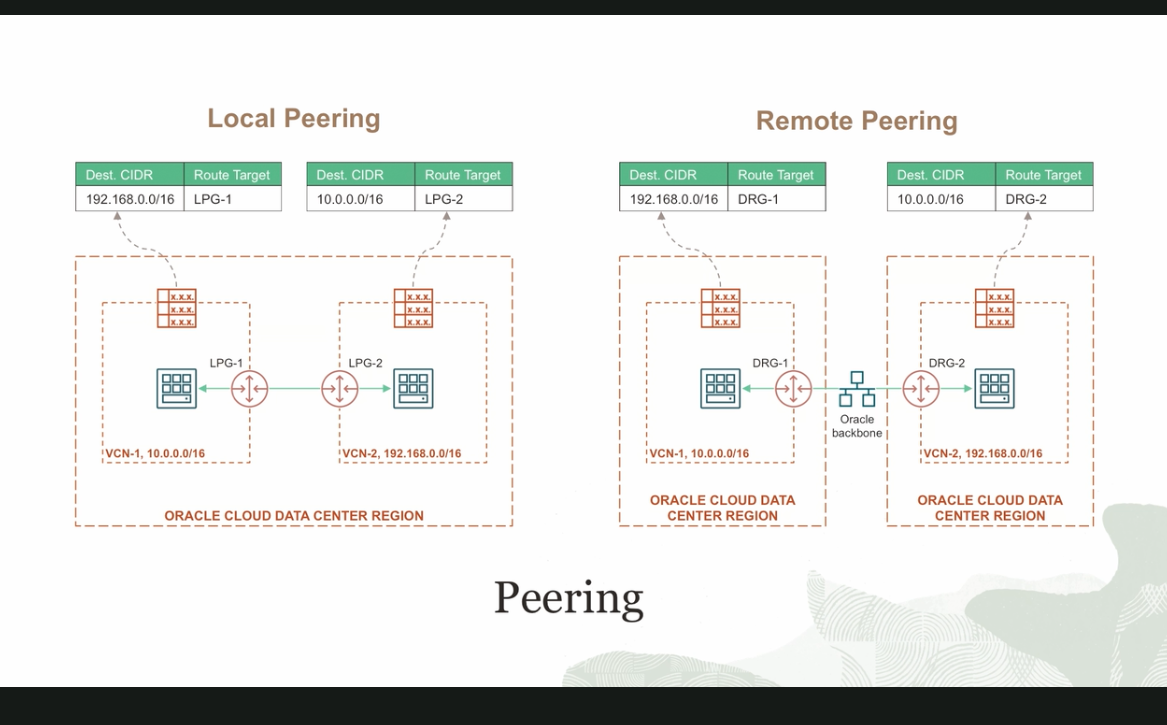 Local Peering
Dest. CIDR Route Target
192.168.0.0/16 LPG-1
Dest. CIDR Route Target
10.0.0.0/16 LPG-2
x.x.x.
x.x.x.
x.x.x.
x.x.x.
x.x.x.
x.x.x.
LPG-1
LPG-2
VCN-1, 10.0.0.0/16
VCN-2, 192.168.0.0/16
ORACLE CLOUD DATA CENTER REGION
Remote Peering
Dest. CIDR Route Target
192.168.0.0/16 DRG-1
Dest. CIDR Route Target
10.0.0.0/16 DRG-2
x.x.x.
x.x.x.
x.x.x.
x.x.x.
x.x.x.
x.x.x.
DRG-1
DRG-2
Oracle
backbone
VCN-1, 10.0.0.0/16
VCN-2, 192.168.0.0/16
ORACLE CLOUD DATA
CENTER REGION
ORACLE CLOUD DATA
CENTER REGION
Peering